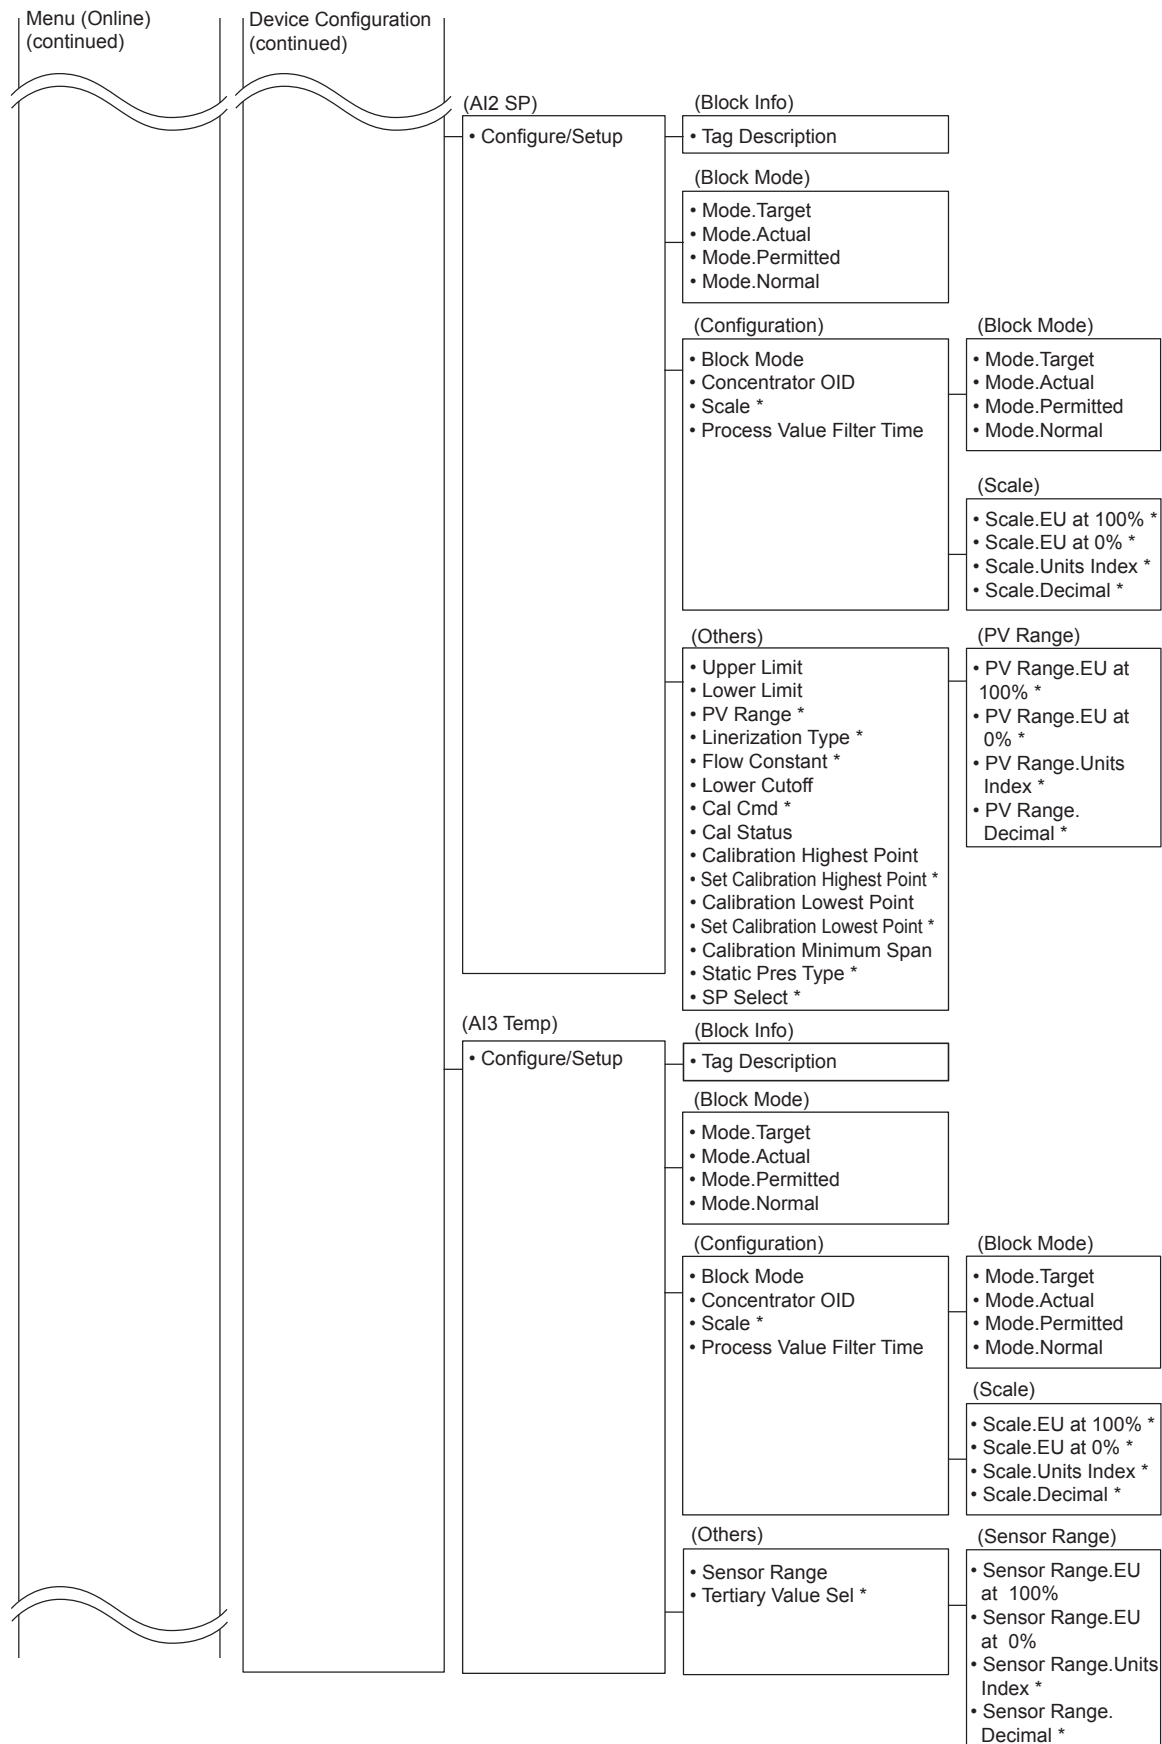 Menu (Online)
(continued)
Device Configuration
(continued)
(AI2 SP)
• Configure/Setup
(Block Info)
• Tag Description
(Block Mode)
• Mode.Target
• Mode.Actual
• Mode.Permitted
• Mode.Normal
(Configuration)
• Block Mode
• Concentrator OID
• Scale *
• Process Value Filter Time
(Block Mode)
• Mode.Target
• Mode.Actual
• Mode.Permitted
• Mode.Normal
(Scale)
• Scale.EU at 100% *
• Scale.EU at 0% *
• Scale.Units Index *
• Scale.Decimal *
(Others)
• Upper Limit
• Lower Limit
• PV Range *
• Linerization Type *
• Flow Constant *
• Lower Cutoff
• Cal Cmd *
• Cal Status
• Calibration Highest Point
• Set Calibration Highest Point *
• Calibration Lowest Point
• Set Calibration Lowest Point *
• Calibration Minimum Span
• Static Pres Type *
• SP Select *
(PV Range)
• PV Range.EU at
100% *
• PV Range.EU at
0% *
• PV Range.Units
Index *
• PV Range.
Decimal *
(AI3 Temp)
• Configure/Setup
(Block Info)
• Tag Description
(Block Mode)
• Mode.Target
• Mode.Actual
• Mode.Permitted
• Mode.Normal
(Configuration)
• Block Mode
• Concentrator OID
• Scale *
• Process Value Filter Time
(Block Mode)
• Mode.Target
• Mode.Actual
• Mode.Permitted
• Mode.Normal
(Scale)
• Scale.EU at 100% *
• Scale.EU at 0% *
• Scale.Units Index *
• Scale.Decimal *
(Others)
• Sensor Range
• Tertiary Value Sel *
(Sensor Range)
• Sensor Range.EU
at 100%
• Sensor Range.EU
at 0%
• Sensor Range.Units
Index *
• Sensor Range.
Decimal *